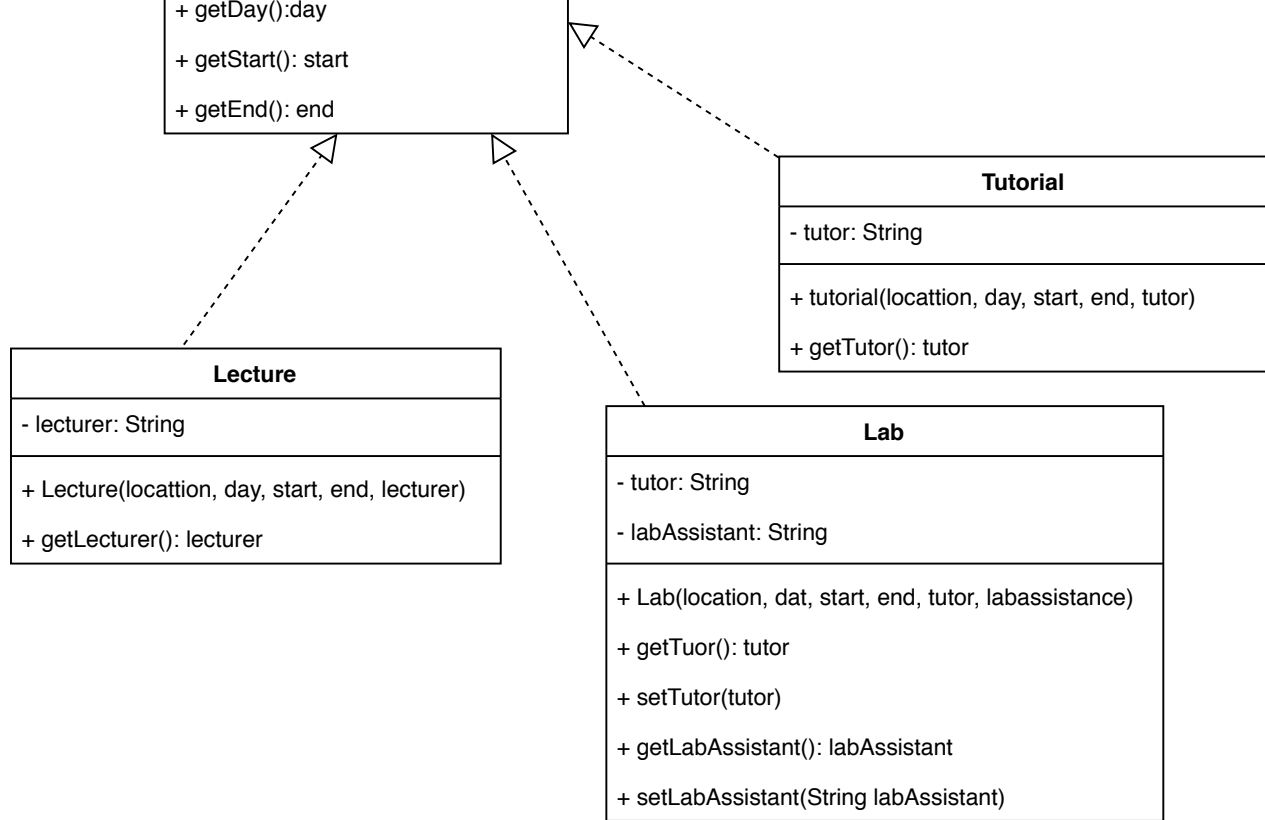 + getDay():day
+ getStart(): start
+ getEnd(): end
Tutorial
- tutor: String
+ tutorial(locattion, day, start, end, tutor)
+ getTutor(): tutor
Lecture
- lecturer: String
+ Lecture(locattion, day, start, end, lecturer)
+ getLecturer(): lecturer
Lab
- tutor: String
- labAssistant: String
+ Lab(location, dat, start, end, tutor, labassistance)
+ getTuor(): tutor
+ setTutor(tutor)
+ getLabAssistant(): labAssistant
+ setLabAssistant(String labAssistant)